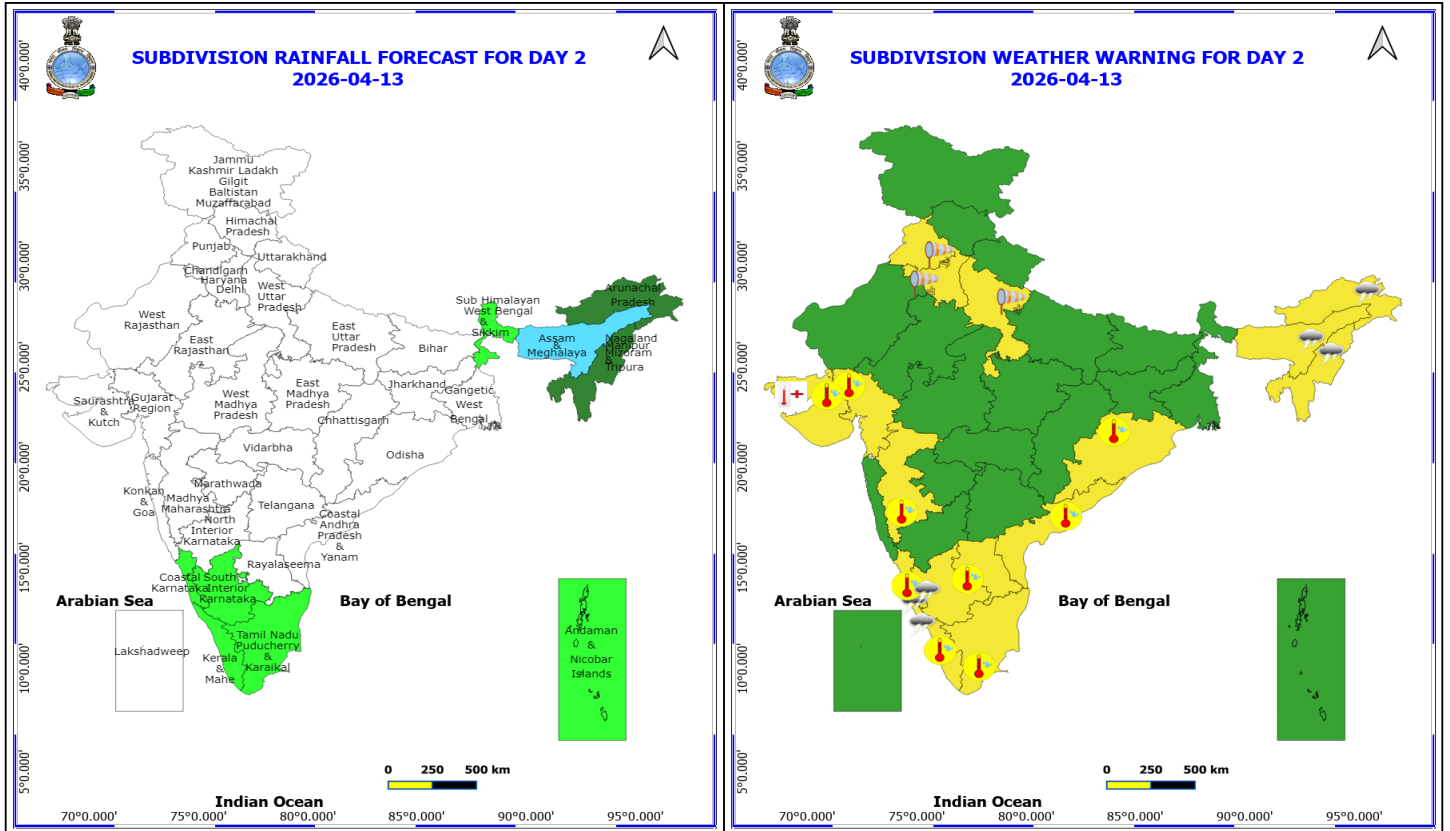 SUBDIVISION RAINFALL FORECAST FOR DAY 2
2026-04-13
40°0.000'
35°0.000'
30°0.000'
25°0.000'
20°0.000'
15°0.000'
10°0.000'
5°0.000'
Jammu
Kashmir Ladakh
Gilgit
Baltistan
Muzaffarabad
Himachal
Pradesh
Punjab
Uttarakhand
Chandigarh
Haryana
Delhi
West
Uttar
Pradesh
Arunachal
Pradesh
Sub Himalayan
West Bengal
&
Sikkim
West
Rajasthan
East
Rajasthan
East
Uttar
Pradesh
Bihar
Assam
&
Meghalaya
Nagaland
Manipur
Mizoram
&
Tripura
Saurashtra
&
Kutch
Gujarat
Region
West
Madhya
Pradesh
East
Madhya
Pradesh
Jharkhand
Gangetic
West
Bengal
Chhattisgarh
Vidarbha
Odisha
Konkan
&
Goa
Marathwada
Madhya
Maharashtra
Telangana
North
Interior
Karnataka
Coastal
Andhra
Pradesh
&
Yanam
Rayalaseema
Coastal
Karnataka
South
Interior
Karnataka
Arabian Sea
Bay of Bengal
Lakshadweep
Kerala
&
Mahe
Tamil Nadu
Puducherry
&
Karaikal
Andaman
&
Nicobar
Islands
0 250 500 km
Indian Ocean
70°0.000' 75°0.000' 80°0.000' 85°0.000' 90°0.000' 95°0.000'
SUBDIVISION WEATHER WARNING FOR DAY 2
2026-04-13
40°0.000'
35°0.000'
30°0.000'
25°0.000'
20°0.000'
15°0.000'
10°0.000'
5°0.000'
Arabian Sea
Bay of Bengal
0 250 500 km
Indian Ocean
70°0.000' 75°0.000' 80°0.000' 85°0.000' 90°0.000' 95°0.000'